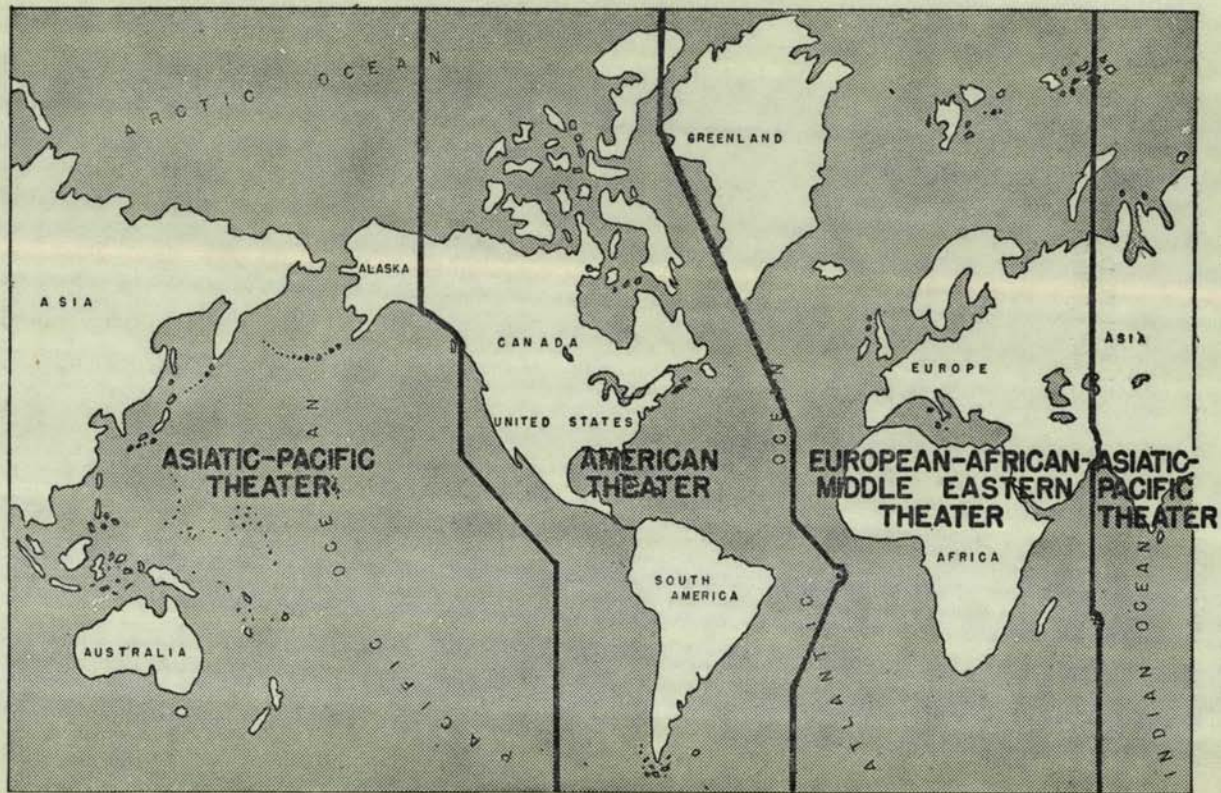 ARCTIC OCEAN
GREENLAND
ALASKA
ASIA
CANADA
ASIA
EUROPE
UNITED STATES
ASIATIC-PACIFIC
THEATER
AMERICAN
THEATER
EUROPEAN-AFRICAN-
MIDDLE EASTERN
THEATER
ASIATIC-
PACIFIC
THEATER
AFRICA
SOUTH
AMERICA
AUSTRALIA
PACIFIC OCEAN
ATLANTIC OCEAN
INDIAN OCEAN